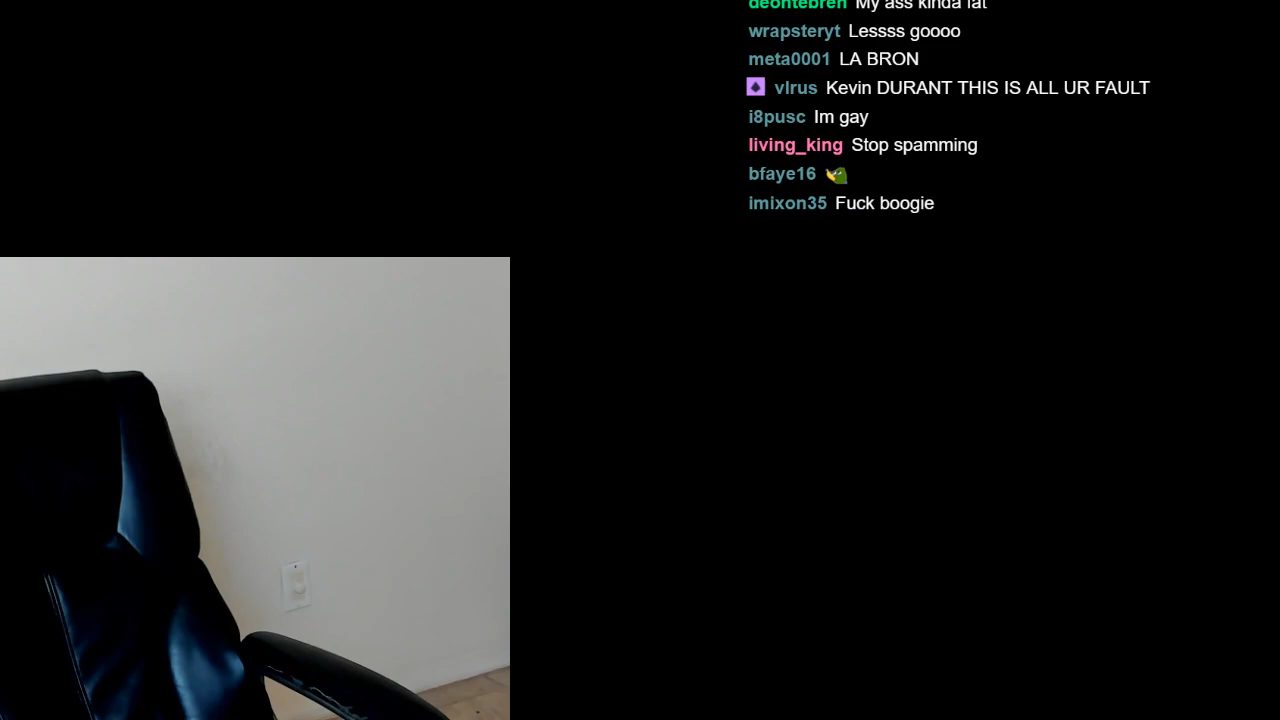 deontebreh My ass kinda fat
wrapsteryt Lessss goooo
meta0001 LA BRON
vlrus Kevin DURANT THIS IS ALL UR FAULT
i8pusc Im gay
living_king Stop spamming
bfaye16
imixon35 Fuck boogie